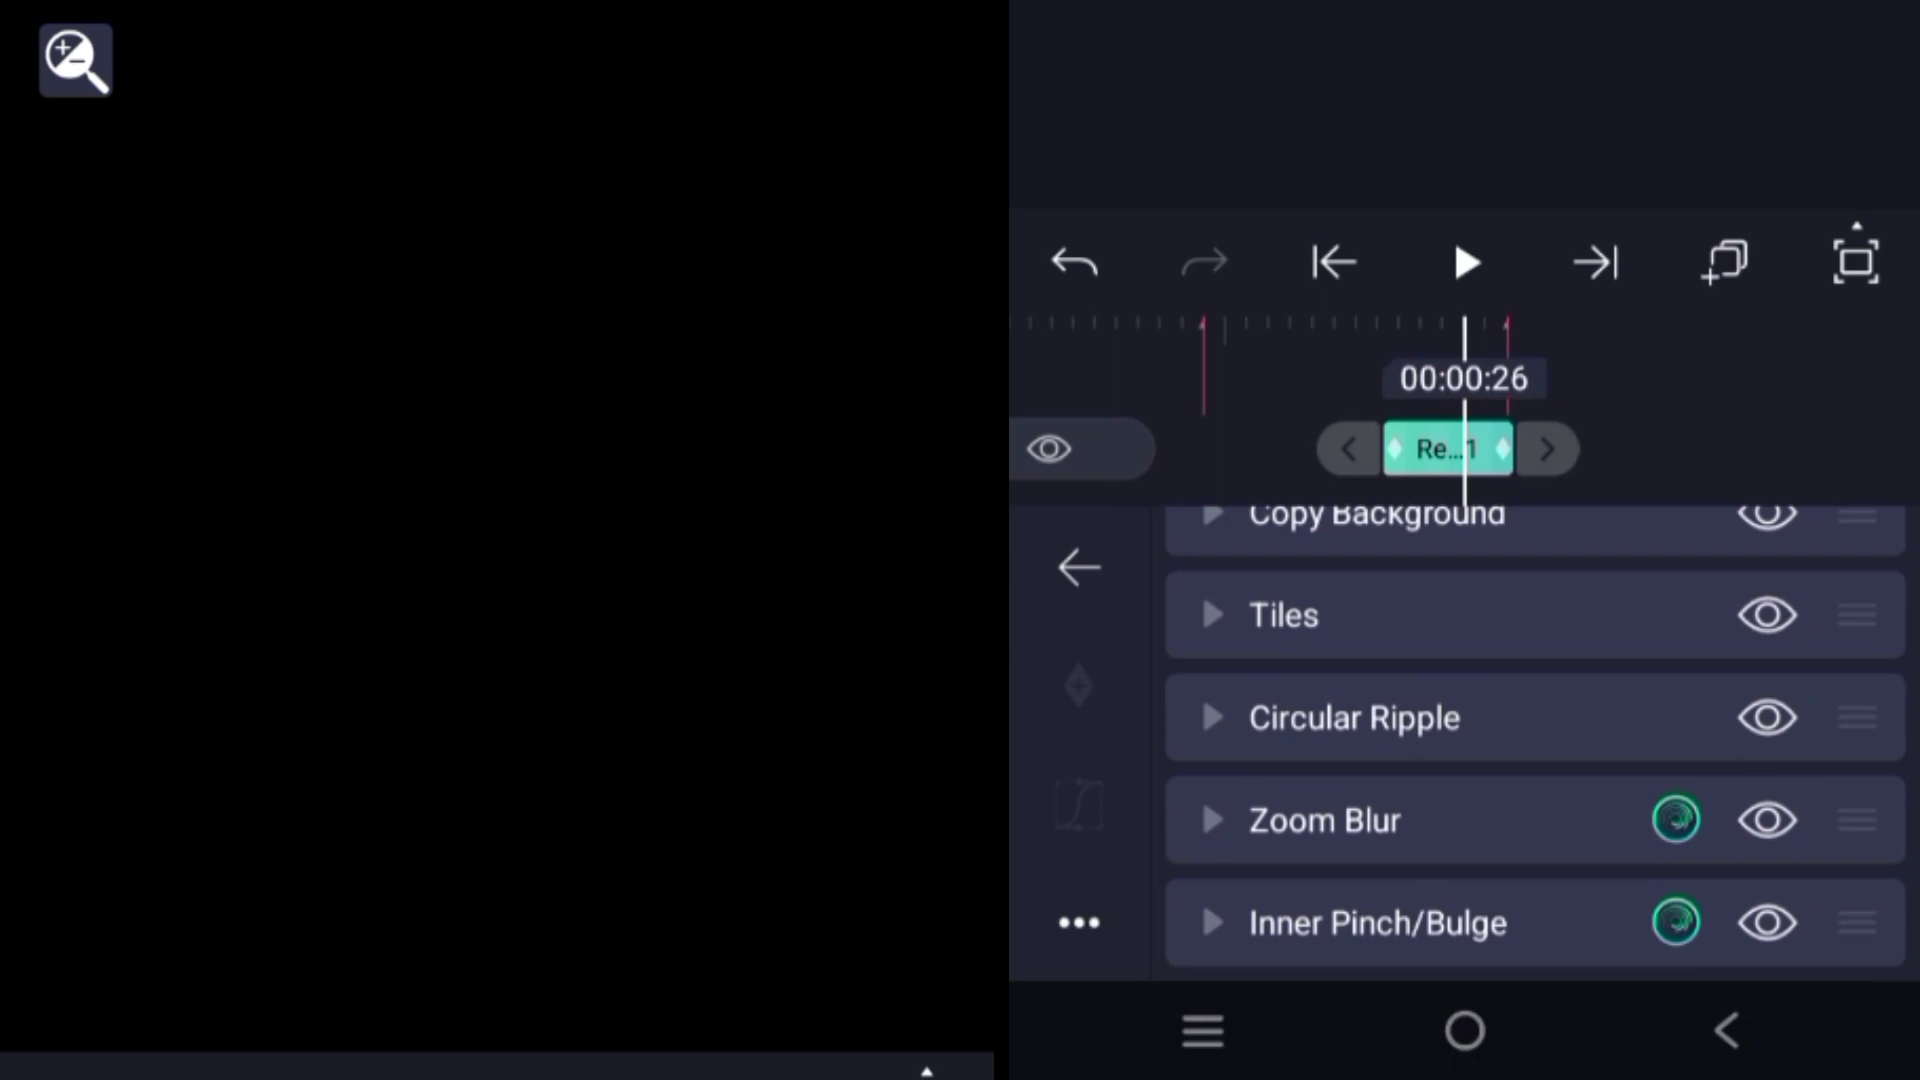 00:00:26
Re...1
Copy Background
Tiles
Circular Ripple
Zoom Blur
Inner Pinch/Bulge